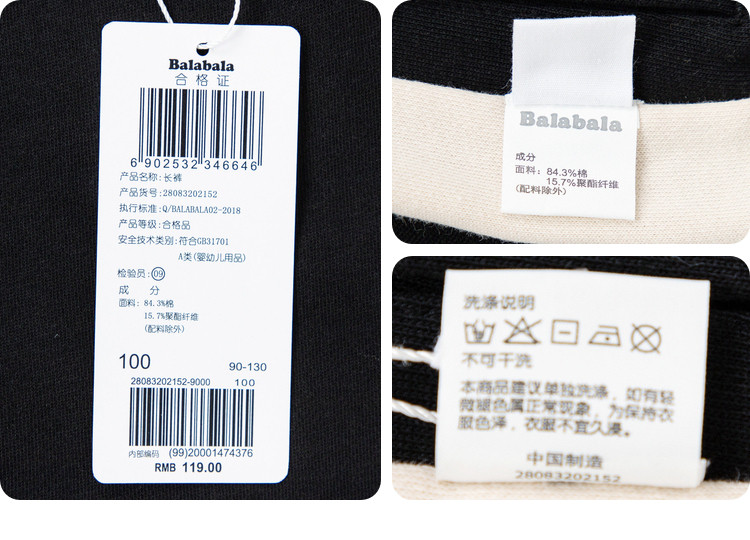 Balabala
合格证
6 902532 346646
产品名称: 长裤
产品货号: 28083202152
执行标准: Q/BALABALA02-2018
产品等级: 合格品
安全技术类别: 符合GB31701
A类(婴幼儿用品)
检验员: 09
成 分
面料: 84.3%棉
15.7%聚酯纤维
(配料除外)
100 90-130
28083202152-9000 100
内部编码 (99)20001474376
RMB 119.00
Balabala
成分
面料: 84.3%棉
15.7%聚酯纤维
(配料除外)
洗涤说明
不可干洗
本商品建议单独洗涤, 如有轻
微褪色属正常现象, 为保持衣
服色泽, 衣服不宜久浸。
中国制造
28083202152